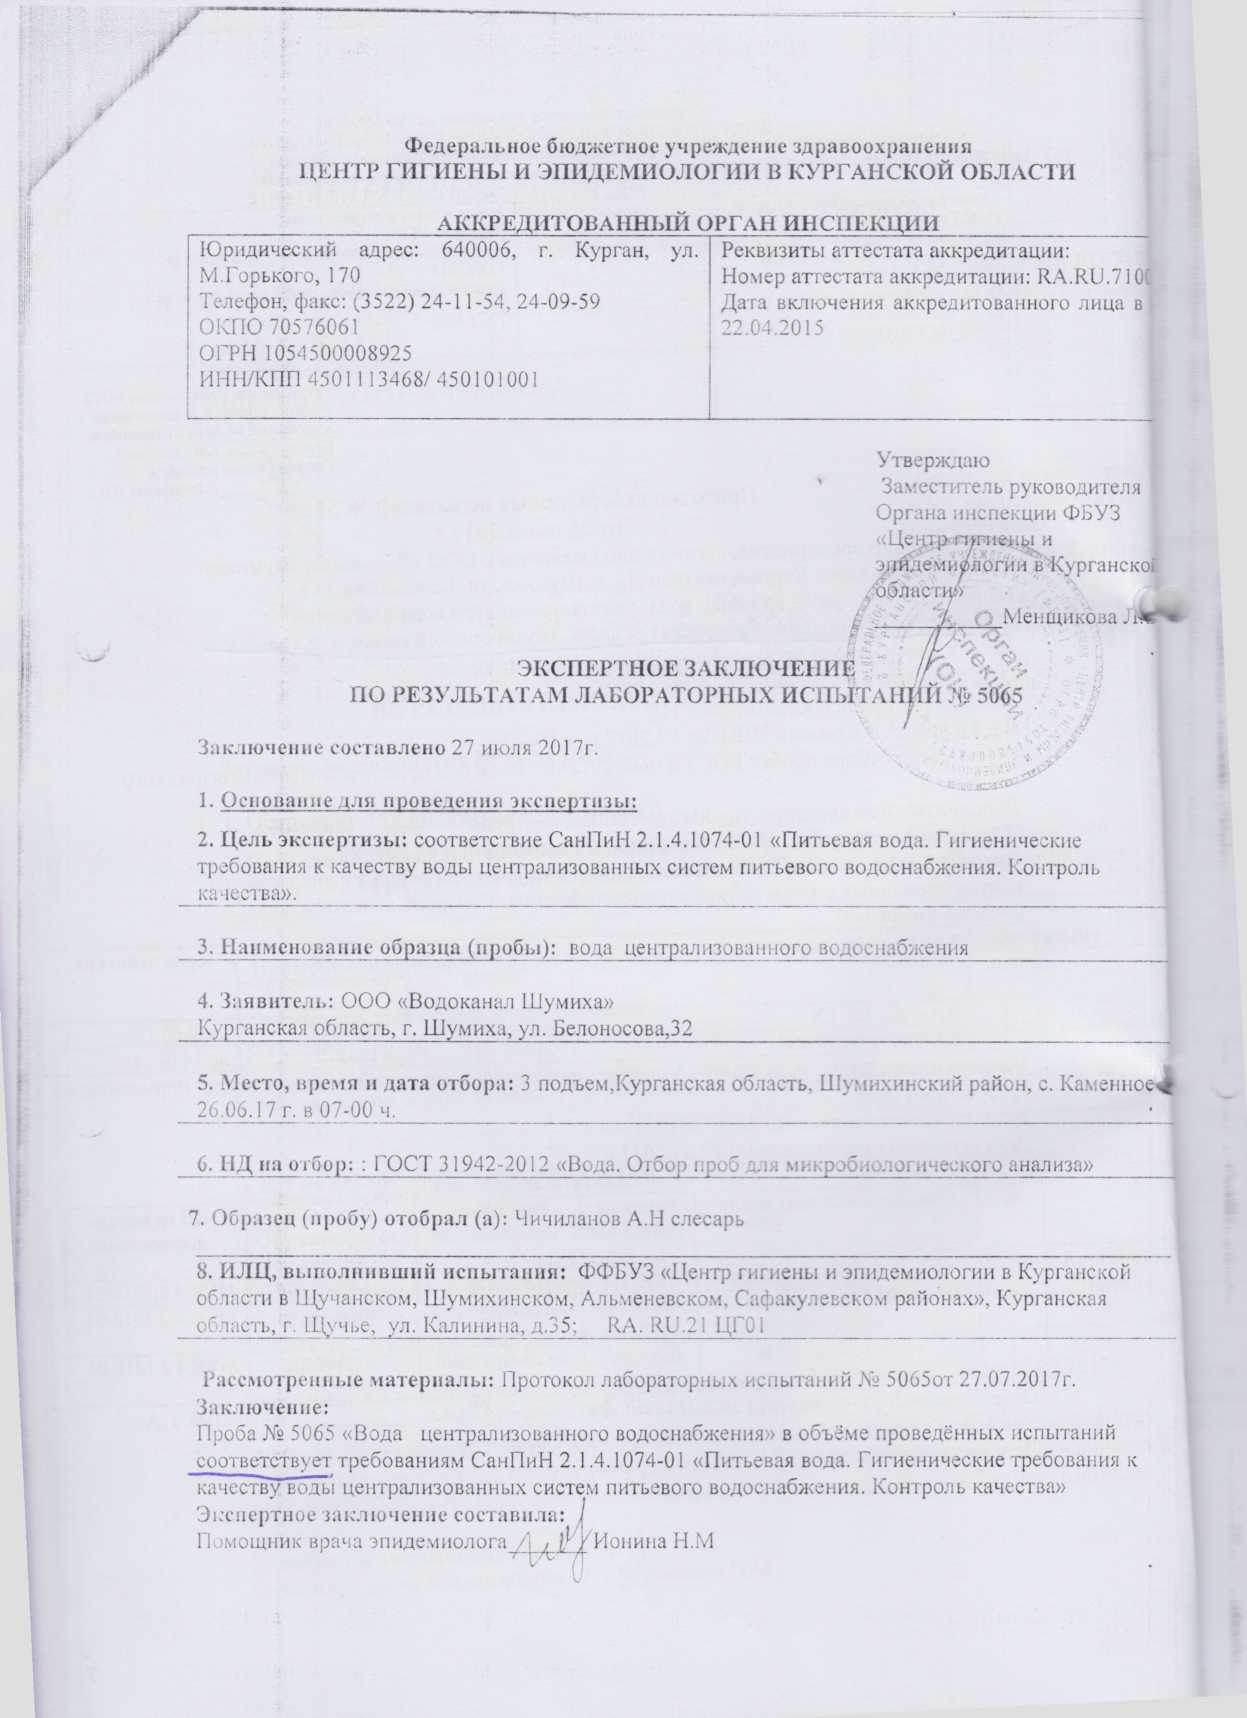 Федеральное бюджетное учреждение здравоохранения
ЦЕНТР ГИГИЕНЫ И ЭПИДЕМИОЛОГИИ В КУРГАНСКОЙ ОБЛАСТИ
АККРЕДИТОВАННЫЙ ОРГАН ИНСПЕКЦИИ
Юридический адрес: 640006, г. Курган, ул.
М.Горького, 170
Телефон, факс: (3522) 24-11-54, 24-09-59
ОКПО 70576061
ОГРН 1054500008925
ИНН/КПП 4501113468/ 450101001
Реквизиты аттестата аккредитации:
Номер аттестата аккредитации: RA.RU.7100
Дата включения аккредитованного лица в
22.04.2015
Утверждаю
Заместитель руководителя
Органа инспекции ФБУЗ
«Центр гигиены и
эпидемиологии в Курганской
области»
Менщикова Л.
Орган
инспекции
ЭКСПЕРТНОЕ ЗАКЛЮЧЕНИЕ
ПО РЕЗУЛЬТАТАМ ЛАБОРАТОРНЫХ ИСПЫТАНИЙ № 5065
Заключение составлено 27 июля 2017г.
1. Основание для проведения экспертизы:
2. Цель экспертизы: соответствие СанПиН 2.1.4.1074-01 «Питьевая вода. Гигиенические
требования к качеству воды централизованных систем питьевого водоснабжения. Контроль
качества».
3. Наименование образца (пробы): вода централизованного водоснабжения
4. Заявитель: ООО «Водоканал Шумиха»
Курганская область, г. Шумиха, ул. Белоносова,32
5. Место, время и дата отбора: 3 подъем,Курганская область, Шумихинский район, с. Каменное
26.06.17 г. в 07-00 ч.
6. НД на отбор: : ГОСТ 31942-2012 «Вода. Отбор проб для микробиологического анализа»
7. Образец (пробу) отобрал (а): Чичиланов А.Н слесарь
8. ИЛЦ, выполнивший испытания: ФФБУЗ «Центр гигиены и эпидемиологии в Курганской
области в Щучанском, Шумихинском, Альменевском, Сафакулевском районах», Курганская
область, г. Щучье, ул. Калинина, д.35; RA. RU.21 ЦГ01
Рассмотренные материалы: Протокол лабораторных испытаний № 5065от 27.07.2017г.
Заключение:
Проба № 5065 «Вода централизованного водоснабжения» в объёме проведённых испытаний
соответствует требованиям СанПиН 2.1.4.1074-01 «Питьевая вода. Гигиенические требования к
качеству воды централизованных систем питьевого водоснабжения. Контроль качества»
Экспертное заключение составила:
Помощник врача эпидемиолога Ионина Н.М